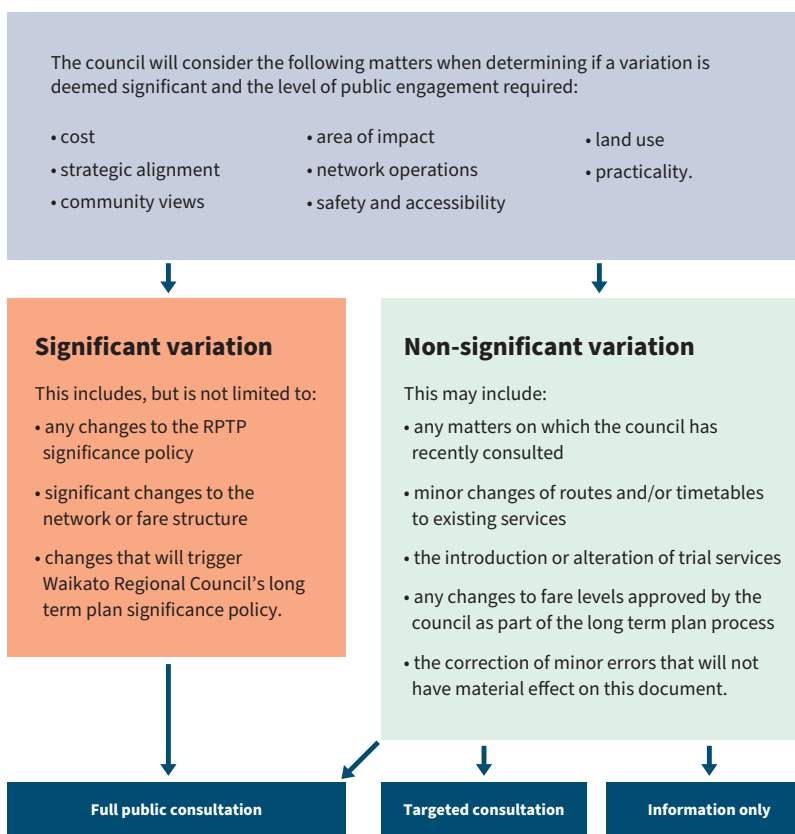 The council will consider the following matters when determining if a variation is
deemed significant and the level of public engagement required:
• cost
• strategic alignment
• community views
• area of impact
• network operations
• safety and accessibility
• land use
• practicality.
Significant variation
This includes, but is not limited to:
• any changes to the RPTP
significance policy
• significant changes to the
network or fare structure
• changes that will trigger
Waikato Regional Council’s long
term plan significance policy.
Non-significant variation
This may include:
• any matters on which the council has
recently consulted
• minor changes of routes and/or timetables
to existing services
• the introduction or alteration of trial services
• any changes to fare levels approved by the
council as part of the long term plan process
• the correction of minor errors that will not
have material effect on this document.
Full public consultation
Targeted consultation
Information only